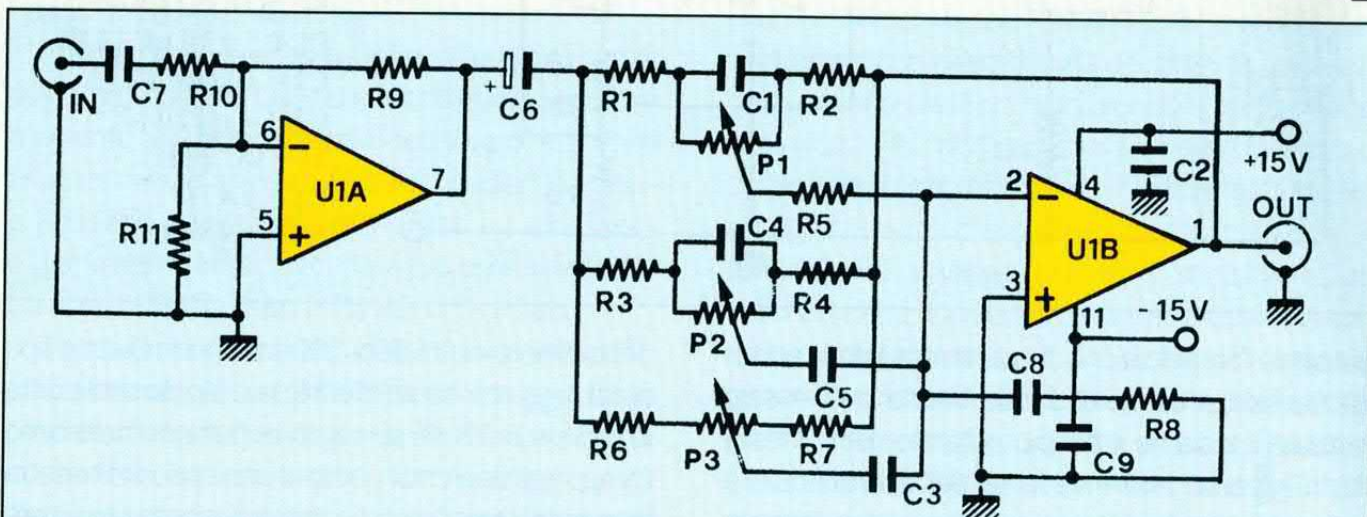 IN
C7
R10
R9
C6
+
R1
C1
R2
P1
R11
6
−
5
+
U1A
7
R5
C4
R3
R4
P2
C5
R6
P3
R7
C3
2
−
3
+
U1B
4
11
1
C2
+15V
OUT
-15V
C8
R8
C9